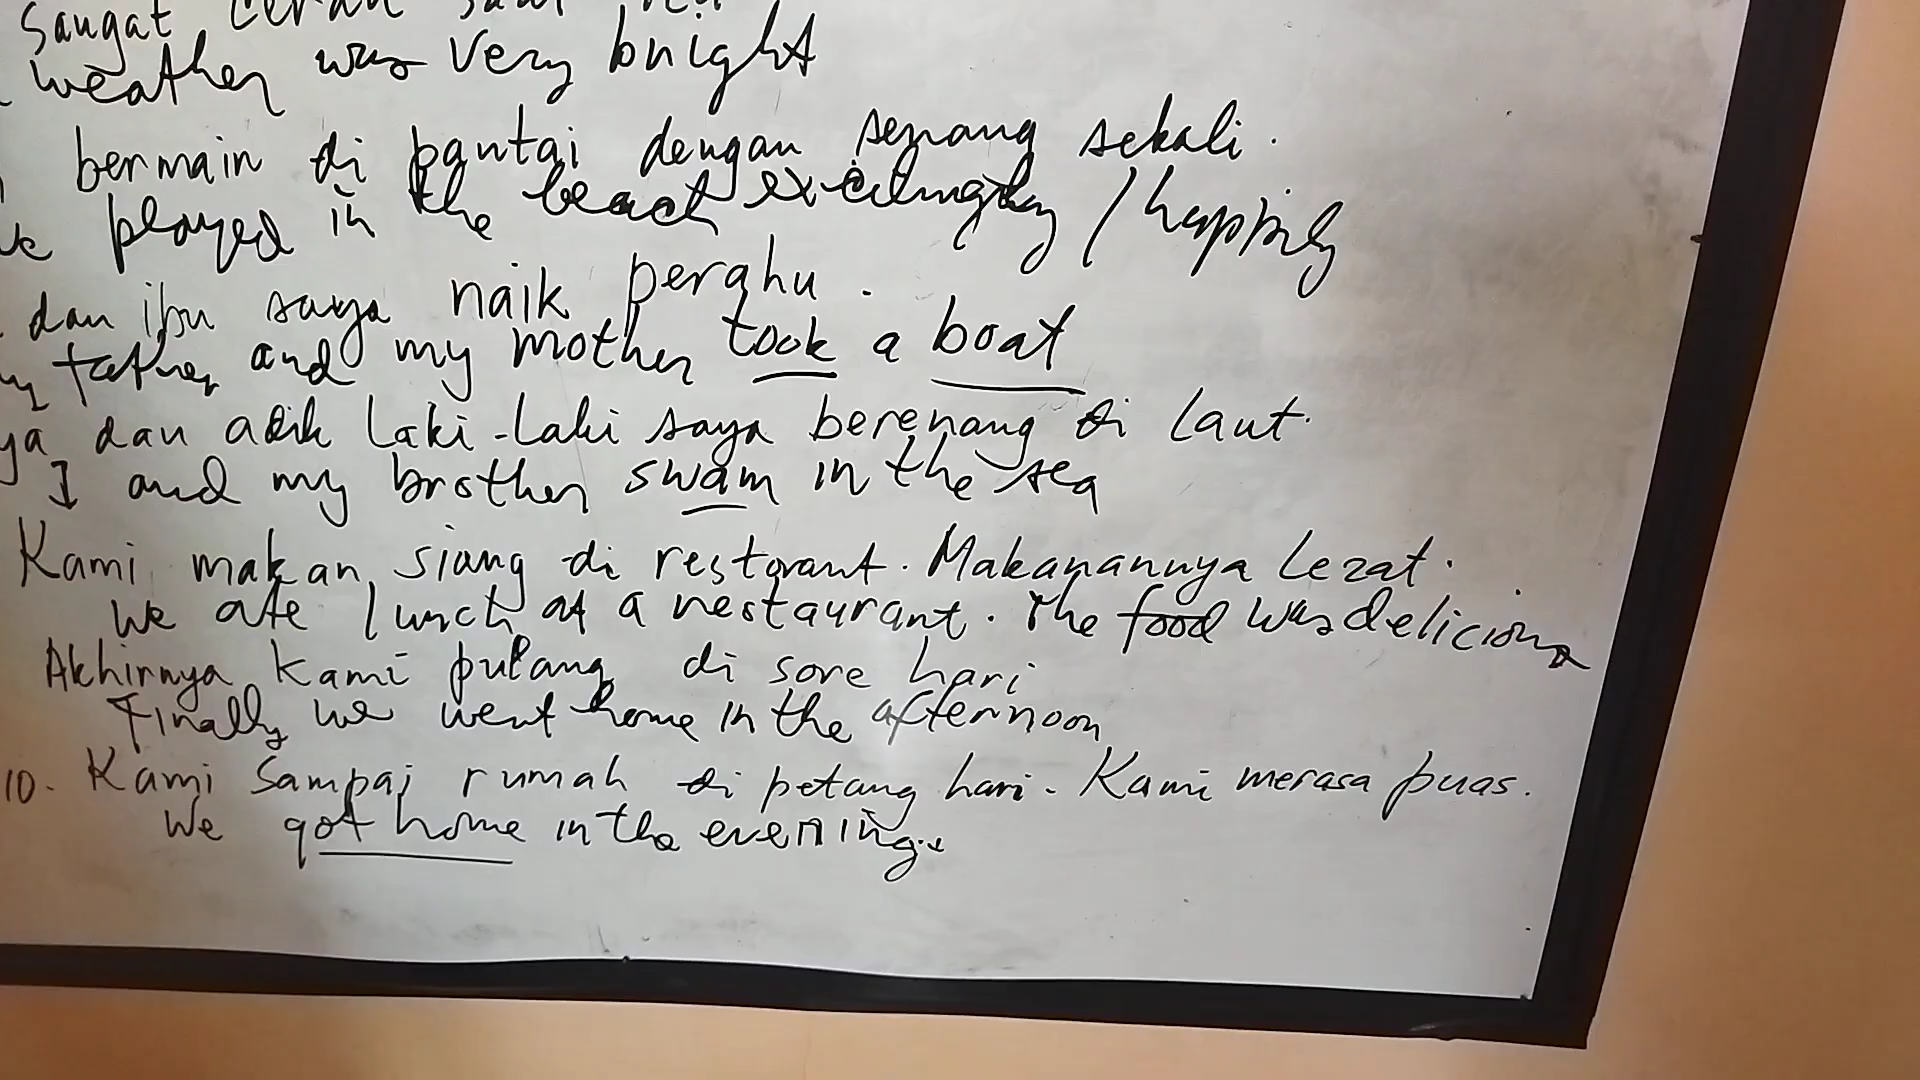 sangat cerah saat itu
weather was very bright
bermain di pantai dengan senang sekali.
played in the beach excitingly / happily
dan ibu saya naik perahu.
father and my mother took a boat
dan adik laki-laki saya berenang di laut.
I and my brother swam in the sea
Kami makan siang di restorant. Makanannya lezat.
We ate lunch at a restaurant. The food was delicious
Akhirnya kami pulang di sore hari
Finally we went home in the afternoon
10. Kami sampai rumah di petang hari. Kami merasa puas.
We got home in the evening.